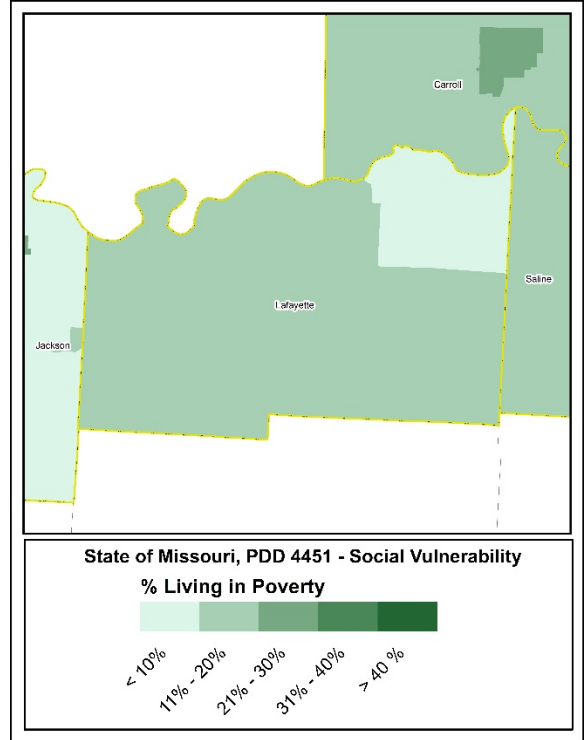 Carroll
Saline
Lafayette
Jackson
State of Missouri, PDD 4451 - Social Vulnerability
% Living in Poverty
< 10%
11% - 20%
21% - 30%
31% - 40%
> 40 %